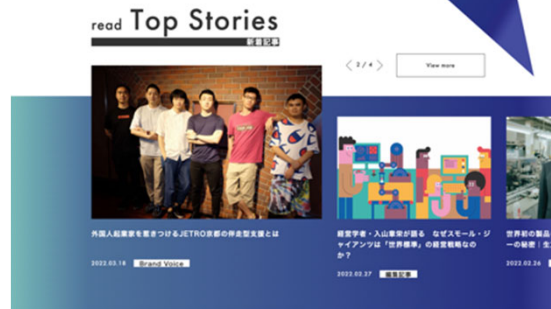 read Top Stories
新着記事
2 / 4
View more
外国人起業家を惹きつけるJETRO京都の伴走型支援とは
2022.03.18 Brand Voice
経営学者・入山章栄が語る なぜスモール・ジ
ャイアンツは「世界標準」の経営戦略なの
か?
2022.02.27 編集記事
世界初の製品
ーの秘密｜生
2022.02.26